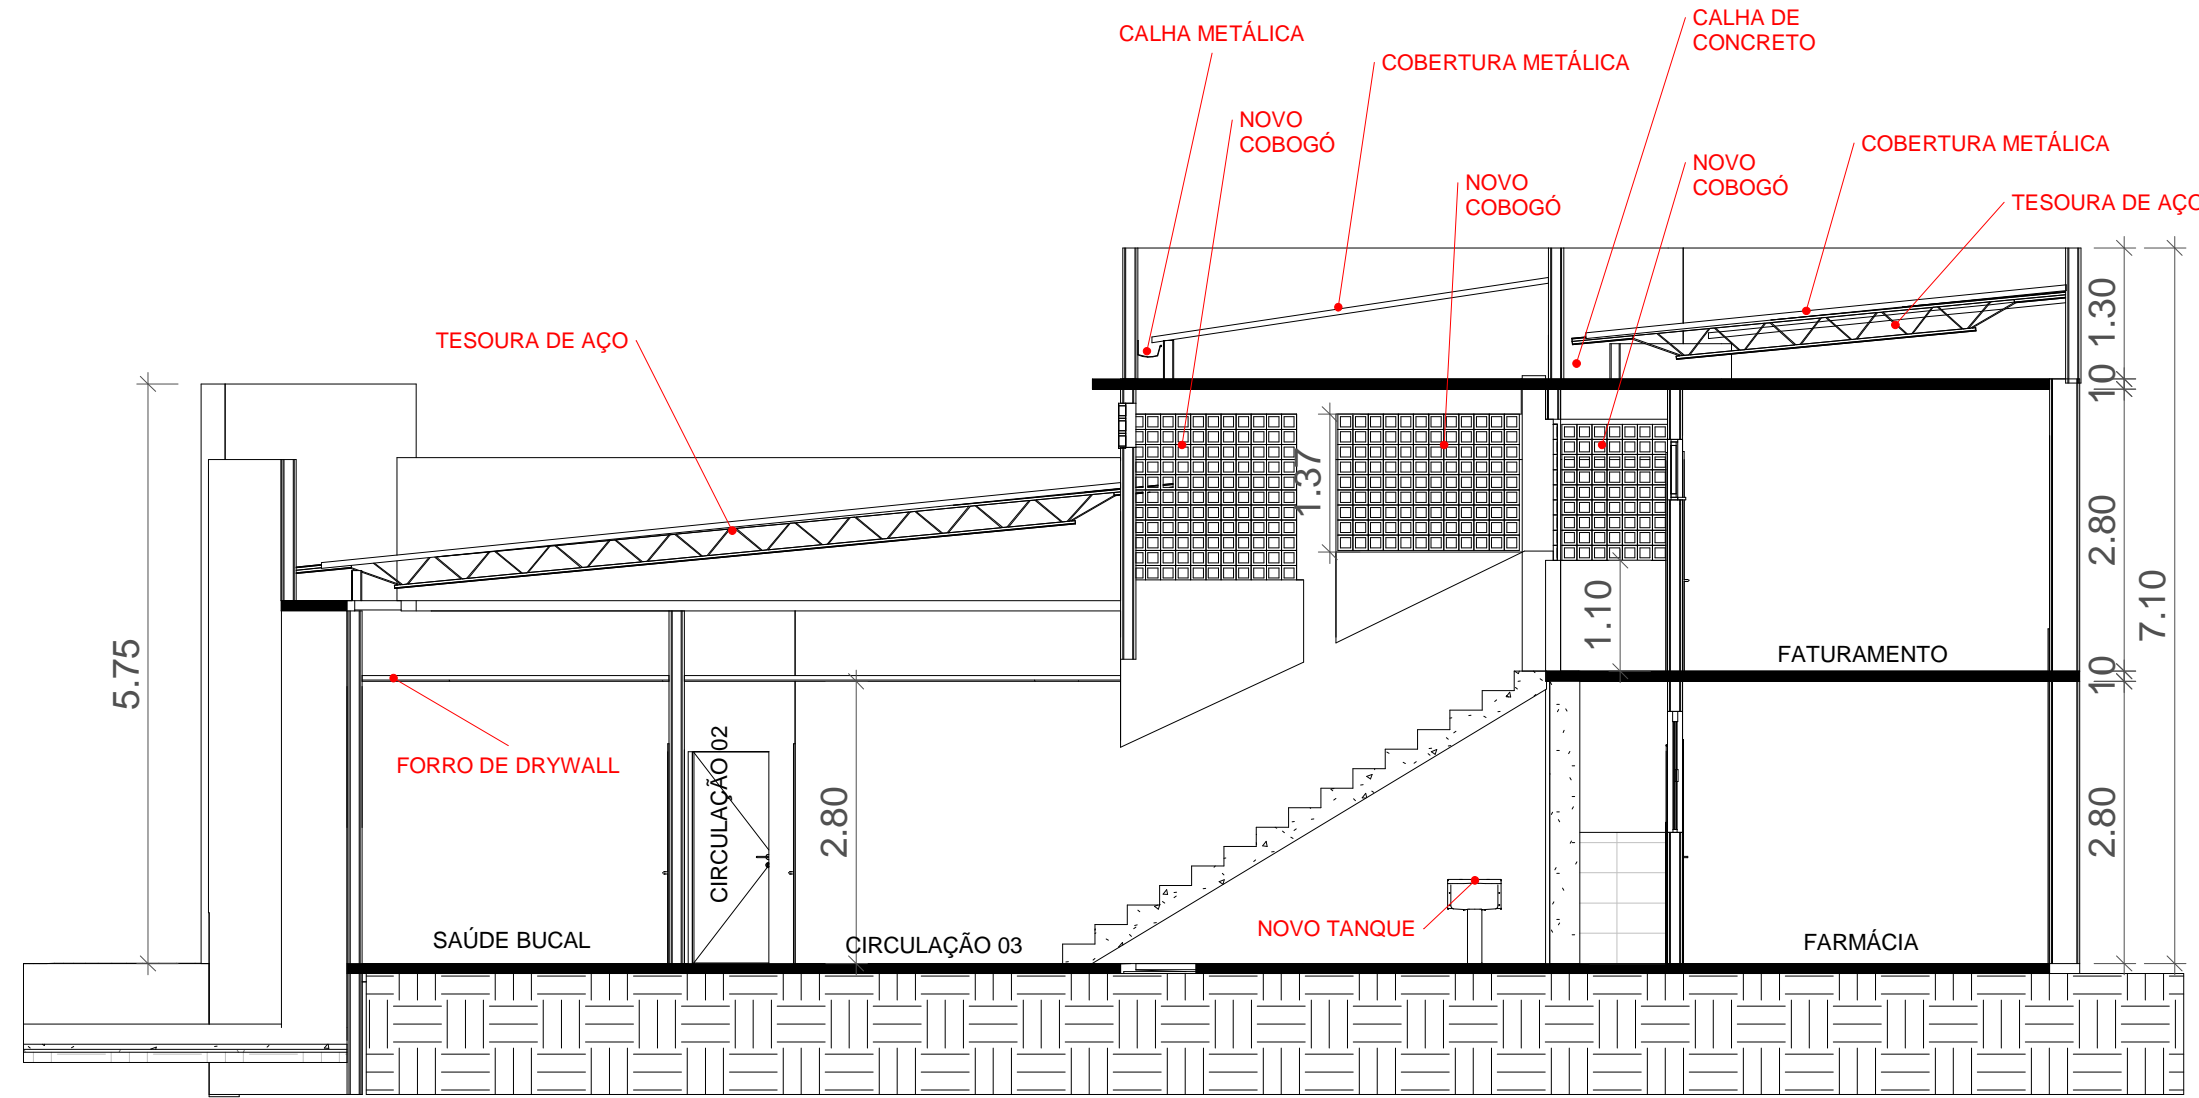 CALHA DE
CONCRETO
CALHA METÁLICA
COBERTURA METÁLICA
NOVO
COBOGÓ
COBERTURA METÁLICA
NOVO
COBOGÓ
NOVO
COBOGÓ
TESOURA DE AÇO
TESOURA DE AÇO
1.30
10
1.37
2.80
7.10
1.10
5.75
FATURAMENTO
10
FORRO DE DRYWALL
CIRCULAÇÃO 02
2.80
2.80
NOVO TANQUE
SAÚDE BUCAL
CIRCULAÇÃO 03
FARMÁCIA